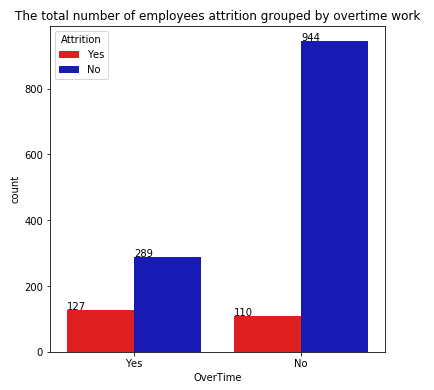 The total number of employees attrition grouped by overtime work
Attrition
Yes
No
944
289
127
110
800
600
400
200
0
count
Yes
No
OverTime